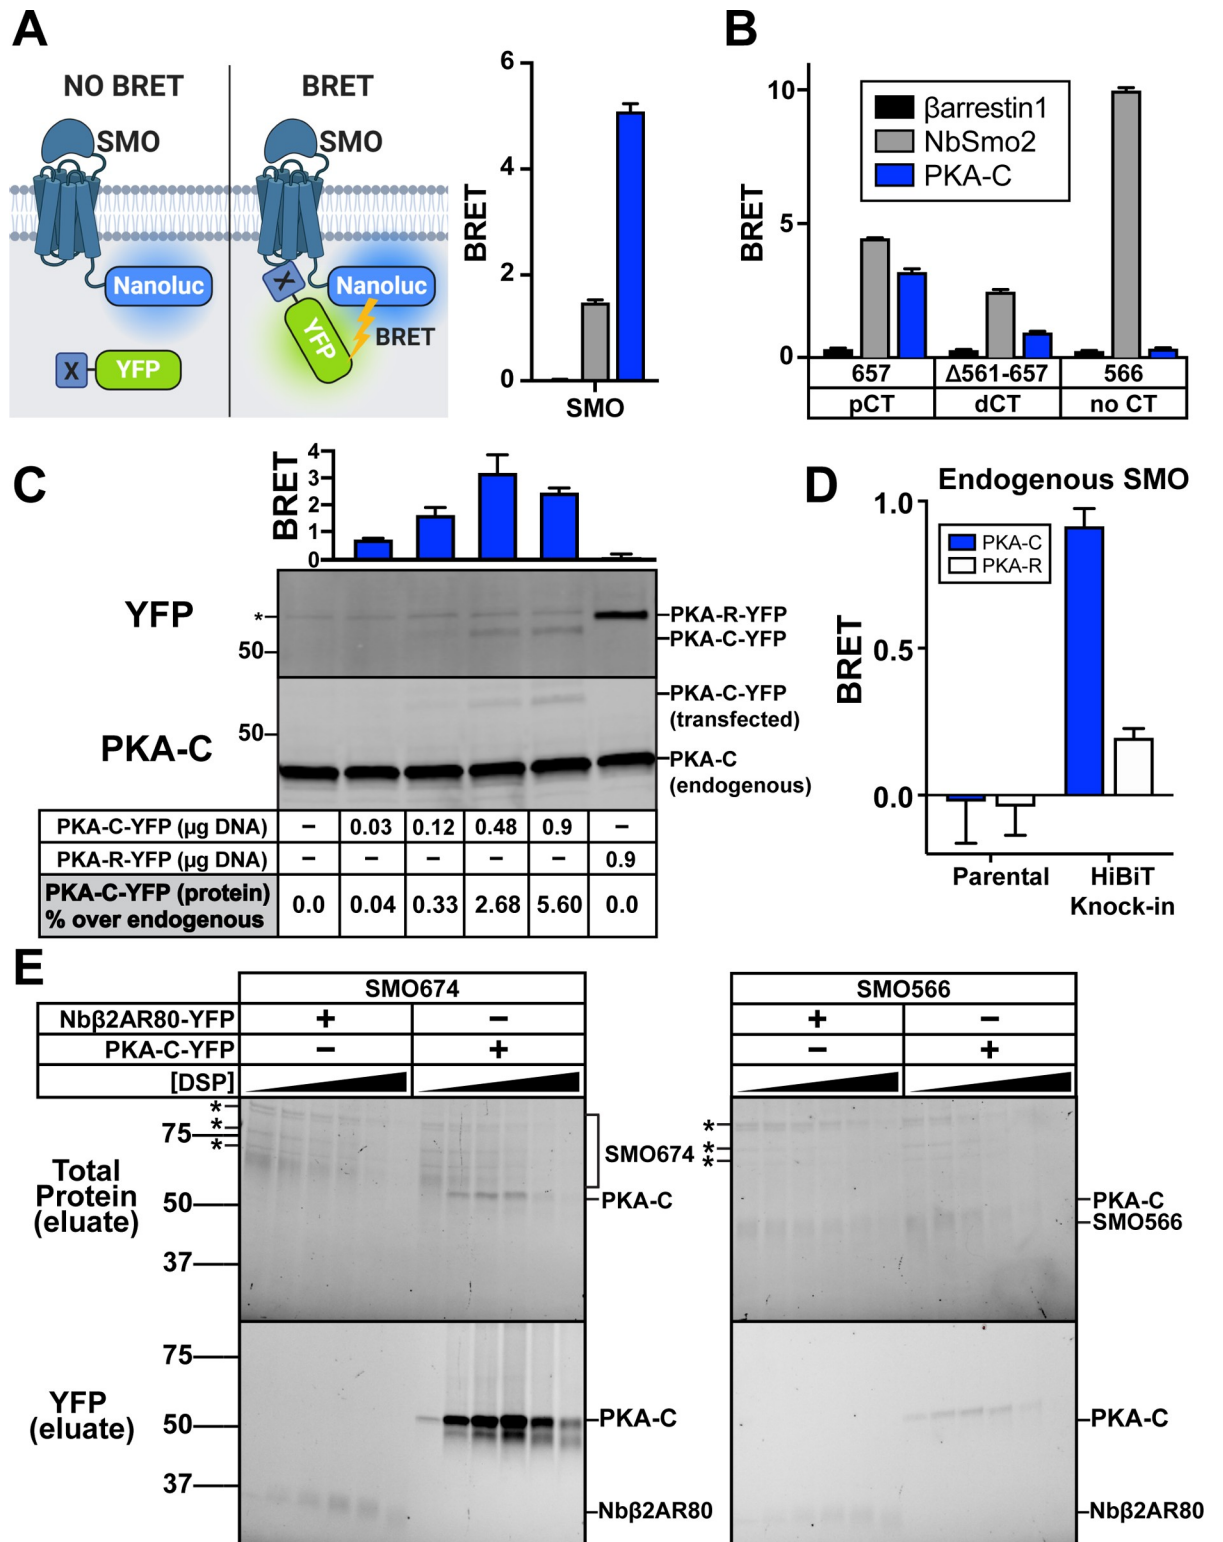 A
NO BRET
BRET
SMO
SMO
Nanoluc
Nanoluc
X
YFP
X
YFP
BRET
BRET
6
4
2
0
SMO
B
BRET
10
5
0
βarrestin1
NbSmo2
PKA-C
657
Δ561-657
566
pCT
dCT
no CT
C
BRET
4
3
2
1
0
YFP
*
50
PKA-R-YFP
PKA-C-YFP
PKA-C
50
PKA-C-YFP
(transfected)
PKA-C
(endogenous)
PKA-C-YFP (μg DNA) – 0.03 0.12 0.48 0.9 –
PKA-R-YFP (μg DNA) – – – – – 0.9
PKA-C-YFP (protein)
% over endogenous
0.0 0.04 0.33 2.68 5.60 0.0
D
Endogenous SMO
BRET
1.0
0.5
0.0
PKA-C
PKA-R
Parental
HiBiT
Knock-in
E
SMO674
Nbβ2AR80-YFP + –
PKA-C-YFP – +
[DSP]
Total
Protein
(eluate)
*
*
75
*
50
37
SMO674
PKA-C
YFP
(eluate)
75
50
37
PKA-C
Nbβ2AR80
SMO566
+ –
– +
*
*
*
PKA-C
SMO566
PKA-C
Nbβ2AR80